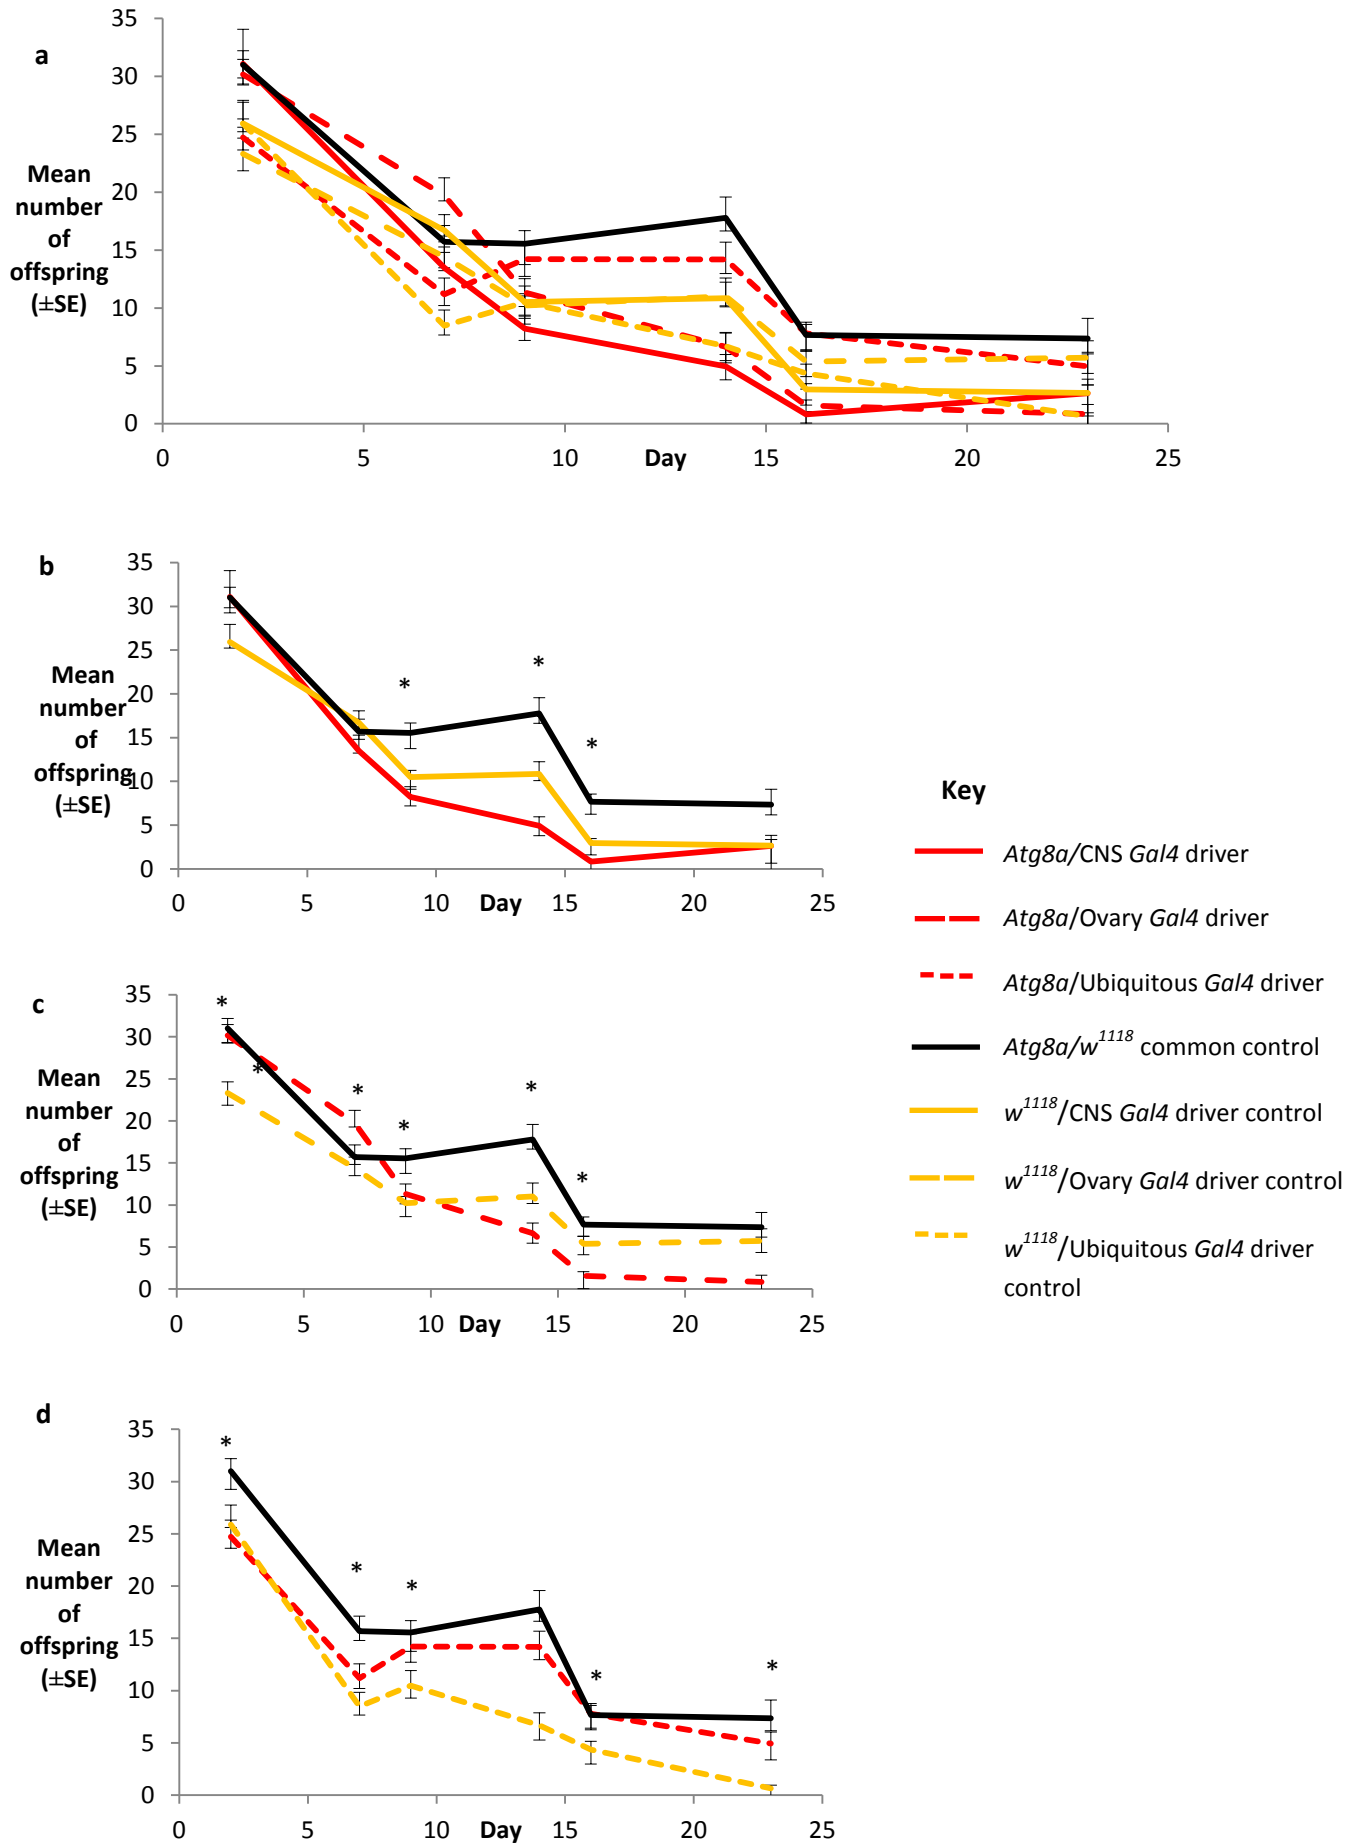 a
35
30
25
20
15
10
5
0
Mean
number
of
offspring
(±SE)
0 5 10 Day 15 20 25
b
35
30
25
20
15
10
5
0
Mean
number
of
offspring
(±SE)
* * *
0 5 10 Day 15 20 25
c
35
30
25
20
15
10
5
0
Mean
number
of
offspring
(±SE)
* * * * * *
0 5 10 Day 15 20 25
d
35
30
25
20
15
10
5
0
Mean
number
of
offspring
(±SE)
* * * * *
0 5 10 Day 15 20 25
Key
Atg8a/CNS Gal4 driver
Atg8a/Ovary Gal4 driver
Atg8a/Ubiquitous Gal4 driver
Atg8a/w1118 common control
w1118/CNS Gal4 driver control
w1118/Ovary Gal4 driver control
w1118/Ubiquitous Gal4 driver
control